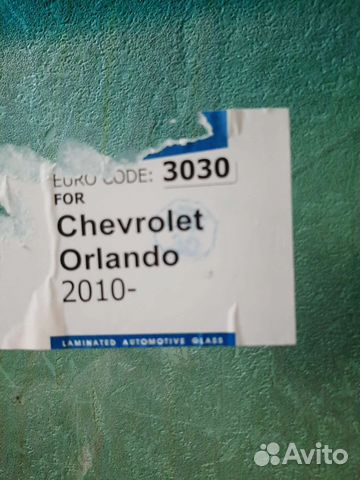 EURO CODE: 3030
FOR
Chevrolet
Orlando
2010-
LAMINATED AUTOMOTIVE GLASS
Avito